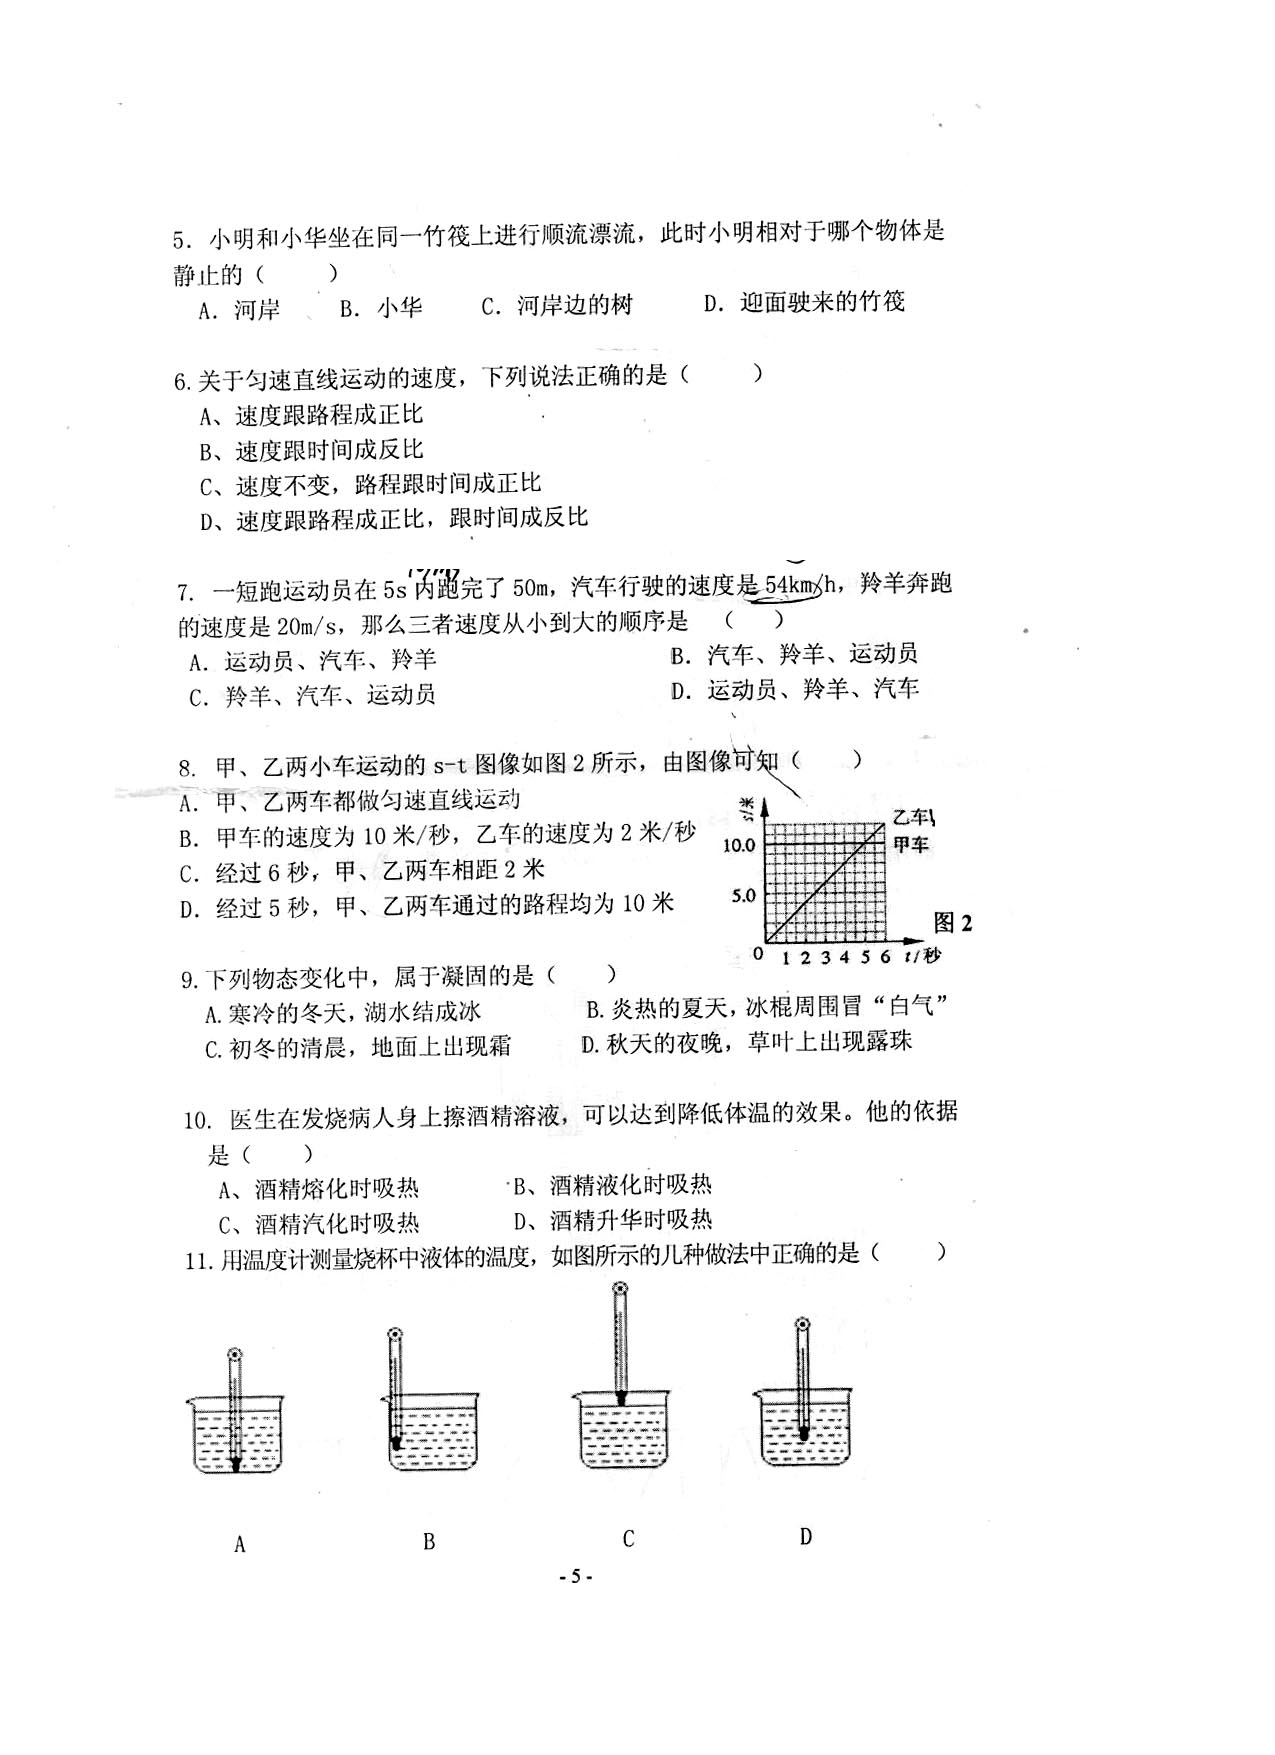 5. 小明和小华坐在同一竹筏上进行顺流漂流，此时小明相对于哪个物体是
静止的（　　）
A. 河岸　B. 小华　C. 河岸边的树　D. 迎面驶来的竹筏
6. 关于匀速直线运动的速度，下列说法正确的是（　　）
A、速度跟路程成正比
B、速度跟时间成反比
C、速度不变，路程跟时间成正比
D、速度跟路程成正比，跟时间成反比
7. 一短跑运动员在 5s 内跑完了 50m，汽车行驶的速度是 54km/h，羚羊奔跑
的速度是 20m/s，那么三者速度从小到大的顺序是　（　　）
A. 运动员、汽车、羚羊　B. 汽车、羚羊、运动员
C. 羚羊、汽车、运动员　D. 运动员、羚羊、汽车
8. 甲、乙两小车运动的 s-t 图像如图 2 所示，由图像可知（　　）
A. 甲、乙两车都做匀速直线运动
B. 甲车的速度为 10 米/秒，乙车的速度为 2 米/秒
C. 经过 6 秒，甲、乙两车相距 2 米
D. 经过 5 秒，甲、乙两车通过的路程均为 10 米
s/米
乙车
10.0 甲车
5.0
图 2
0 1 2 3 4 5 6 t/秒
9. 下列物态变化中，属于凝固的是（　　）
A. 寒冷的冬天，湖水结成冰　B. 炎热的夏天，冰棍周围冒“白气”
C. 初冬的清晨，地面上出现霜　D. 秋天的夜晚，草叶上出现露珠
10. 医生在发烧病人身上擦酒精溶液，可以达到降低体温的效果。他的依据
是（　　）
A、酒精熔化时吸热　B、酒精液化时吸热
C、酒精汽化时吸热　D、酒精升华时吸热
11. 用温度计测量烧杯中液体的温度，如图所示的几种做法中正确的是（　　）
A B C D
- 5 -